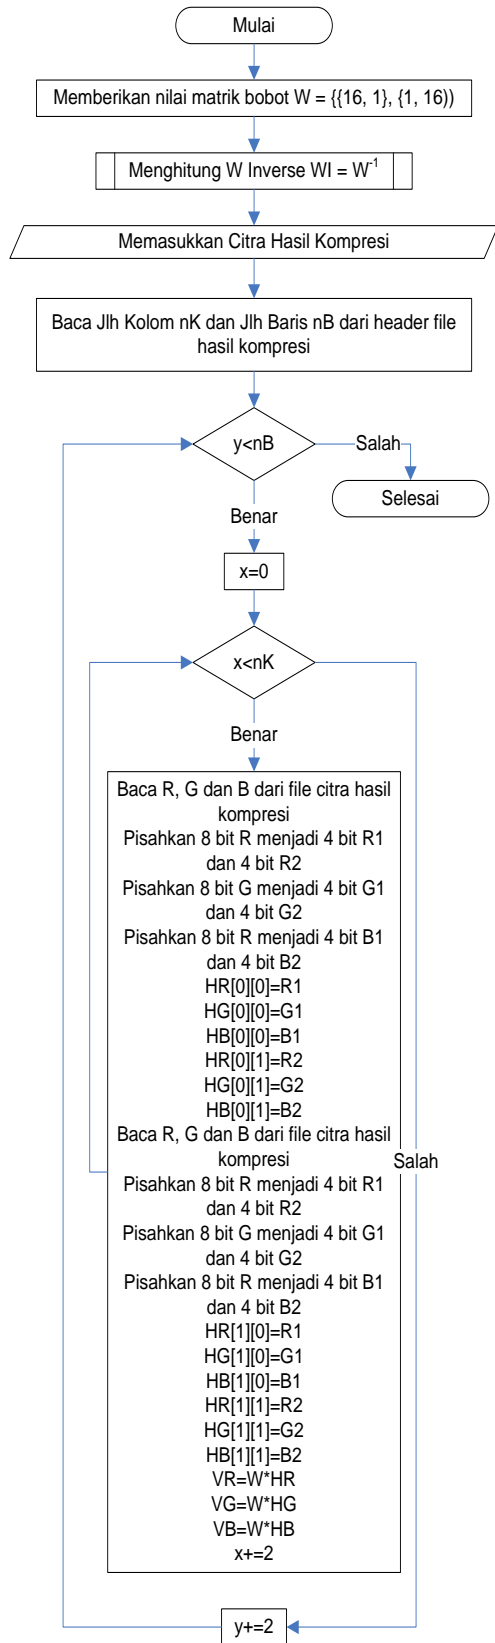 Mulai
Memberikan nilai matrik bobot W = {{16, 1}, {1, 16))
Menghitung W Inverse WI = W⁻¹
Memasukkan Citra Hasil Kompresi
Baca Jlh Kolom nK dan Jlh Baris nB dari header file
hasil kompresi
y<nB
Salah
Selesai
Benar
x=0
x<nK
Benar
Baca R, G dan B dari file citra hasil
kompresi
Pisahkan 8 bit R menjadi 4 bit R1
dan 4 bit R2
Pisahkan 8 bit G menjadi 4 bit G1
dan 4 bit G2
Pisahkan 8 bit R menjadi 4 bit B1
dan 4 bit B2
HR[0][0]=R1
HG[0][0]=G1
HB[0][0]=B1
HR[0][1]=R2
HG[0][1]=G2
HB[0][1]=B2
Baca R, G dan B dari file citra hasil
kompresi
Salah
Pisahkan 8 bit R menjadi 4 bit R1
dan 4 bit R2
Pisahkan 8 bit G menjadi 4 bit G1
dan 4 bit G2
Pisahkan 8 bit R menjadi 4 bit B1
dan 4 bit B2
HR[1][0]=R1
HG[1][0]=G1
HB[1][0]=B1
HR[1][1]=R2
HG[1][1]=G2
HB[1][1]=B2
VR=W*HR
VG=W*HG
VB=W*HB
x+=2
y+=2